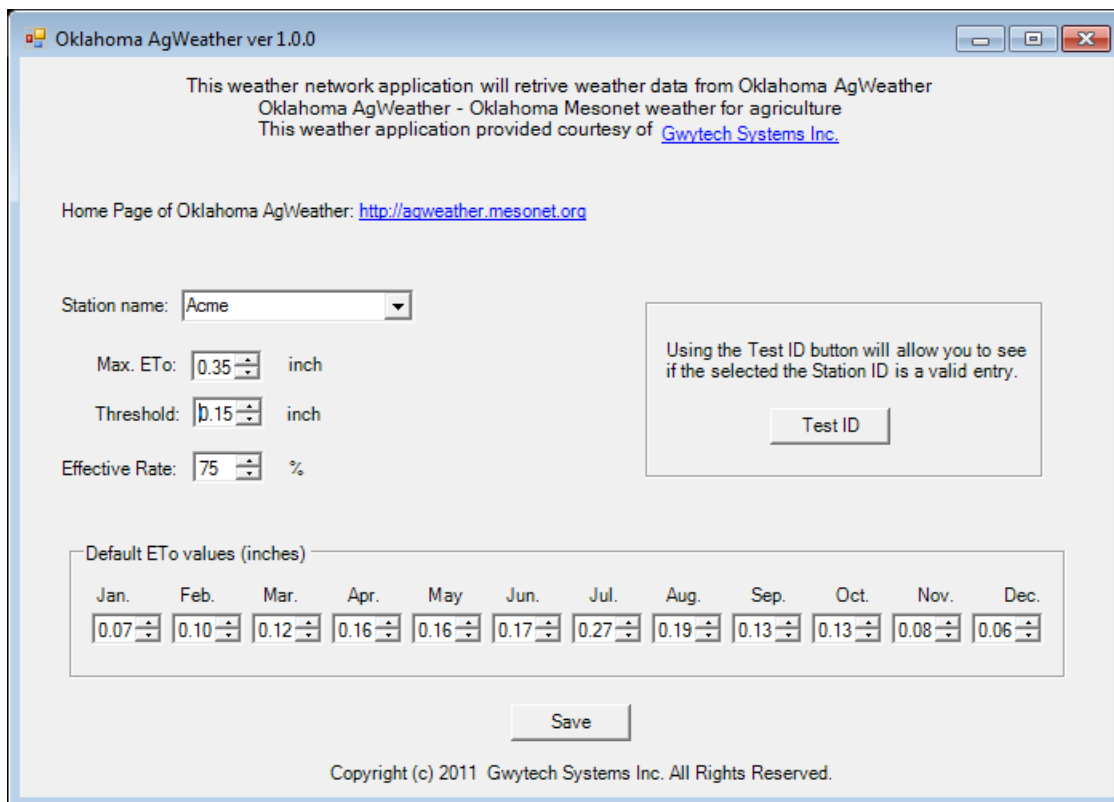 Oklahoma AgWeather ver 1.0.0
This weather network application will retrive weather data from Oklahoma AgWeather
Oklahoma AgWeather - Oklahoma Mesonet weather for agriculture
This weather application provided courtesy of Gwytech Systems Inc.
Home Page of Oklahoma AgWeather: http://agweather.mesonet.org
Station name: Acme
Max. ETo: 0.35 inch
Threshold: 0.15 inch
Effective Rate: 75 %
Using the Test ID button will allow you to see
if the selected the Station ID is a valid entry.
Test ID
Default ETo values (inches)
Jan. Feb. Mar. Apr. May Jun. Jul. Aug. Sep. Oct. Nov. Dec.
0.07 0.10 0.12 0.16 0.16 0.17 0.27 0.19 0.13 0.13 0.08 0.06
Save
Copyright (c) 2011 Gwytech Systems Inc. All Rights Reserved.